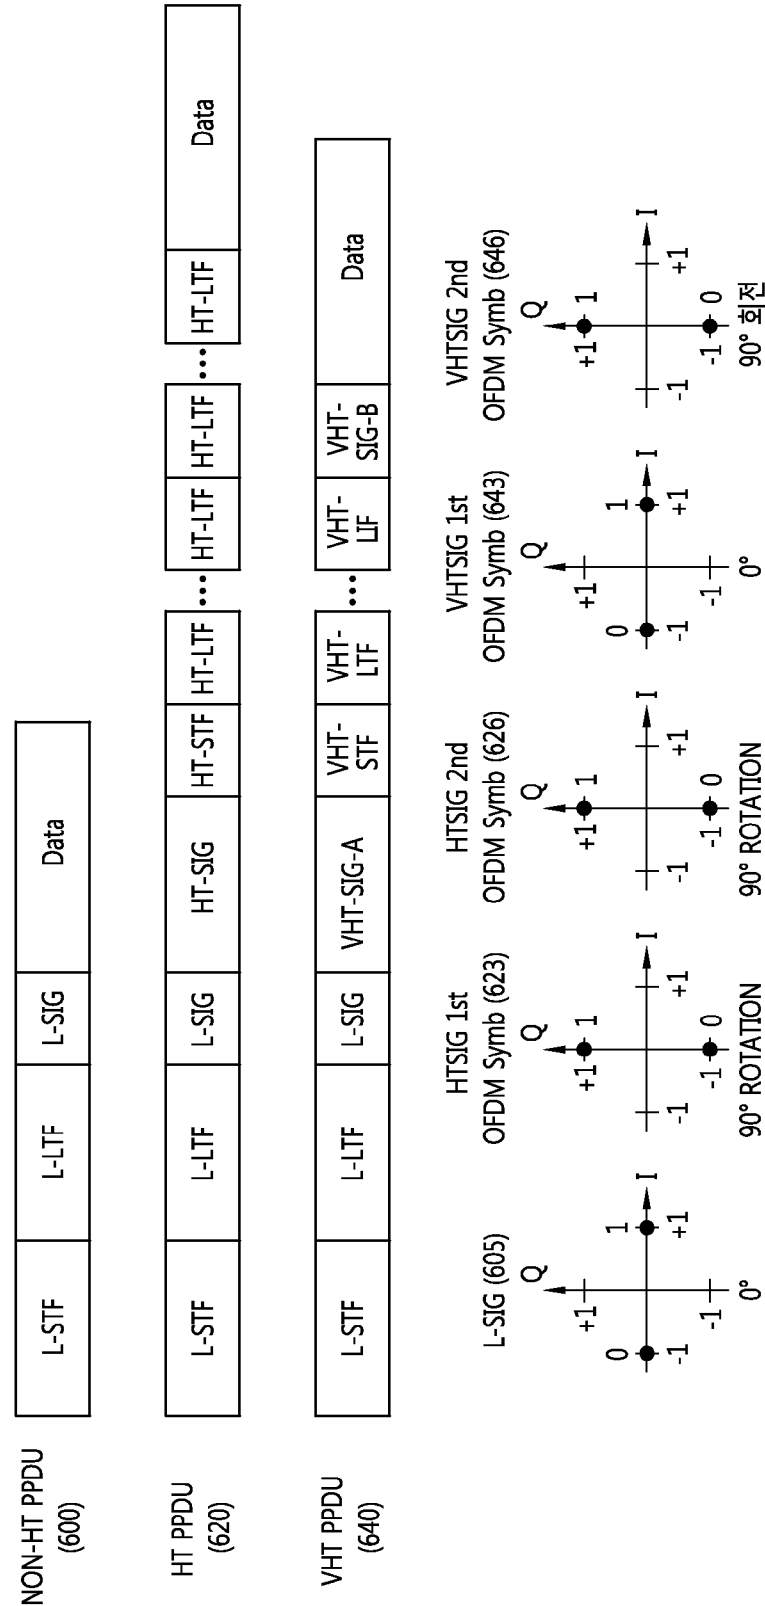 NON-HT PPDU
(600)
L-STF
L-LTF
L-SIG
Data
HT PPDU
(620)
L-STF
L-LTF
L-SIG
HT-SIG
HT-STF
HT-LTF
••••
HT-LTF
HT-LTF
••••
HT-LTF
Data
VHT PPDU
(640)
L-STF
L-LTF
L-SIG
VHT-SIG-A
VHT-
STF
VHT-
LTF
••••
VHT-
LIF
VHT-
SIG-B
Data
L-SIG (605)
Q
+1
0
1
I
-1
+1
-1
0°
HTSIG 1st
OFDM Symb (623)
Q
+1
1
I
-1
+1
-1
0
90° ROTATION
HTSIG 2nd
OFDM Symb (626)
Q
+1
1
I
-1
+1
-1
0
90° ROTATION
VHTSIG 1st
OFDM Symb (643)
Q
+1
0
1
I
-1
+1
-1
0°
VHTSIG 2nd
OFDM Symb (646)
Q
+1
1
I
-1
+1
-1
0
90° 회전